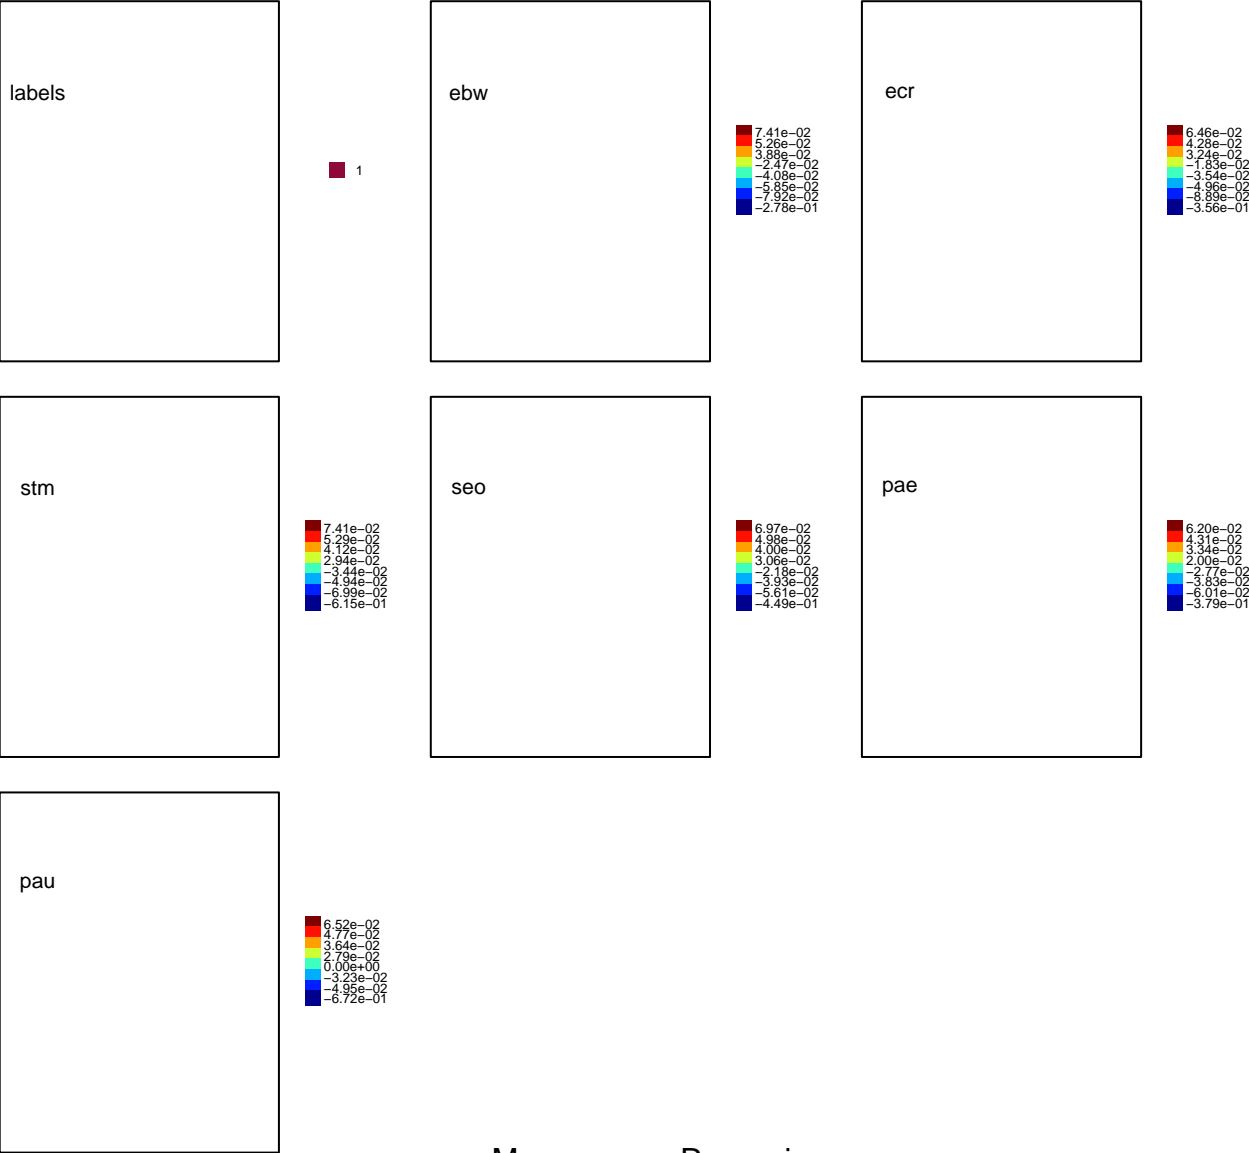 labels
1
ebw
7.41e−02
5.26e−02
3.88e−02
−2.47e−02
−4.08e−02
−5.85e−02
−7.92e−02
−2.78e−01
ecr
6.46e−02
4.28e−02
3.24e−02
−1.83e−02
−3.54e−02
−4.96e−02
−8.89e−02
−3.56e−01
stm
7.41e−02
5.29e−02
4.12e−02
2.94e−02
−3.44e−02
−4.94e−02
−6.99e−02
−6.15e−01
seo
6.97e−02
4.98e−02
4.00e−02
3.06e−02
−2.18e−02
−3.93e−02
−5.61e−02
−4.49e−01
pae
6.20e−02
4.31e−02
3.34e−02
2.00e−02
−2.77e−02
−3.83e−02
−6.01e−02
−3.79e−01
pau
6.52e−02
4.77e−02
3.64e−02
2.79e−02
0.00e+00
−3.23e−02
−4.95e−02
−6.72e−01